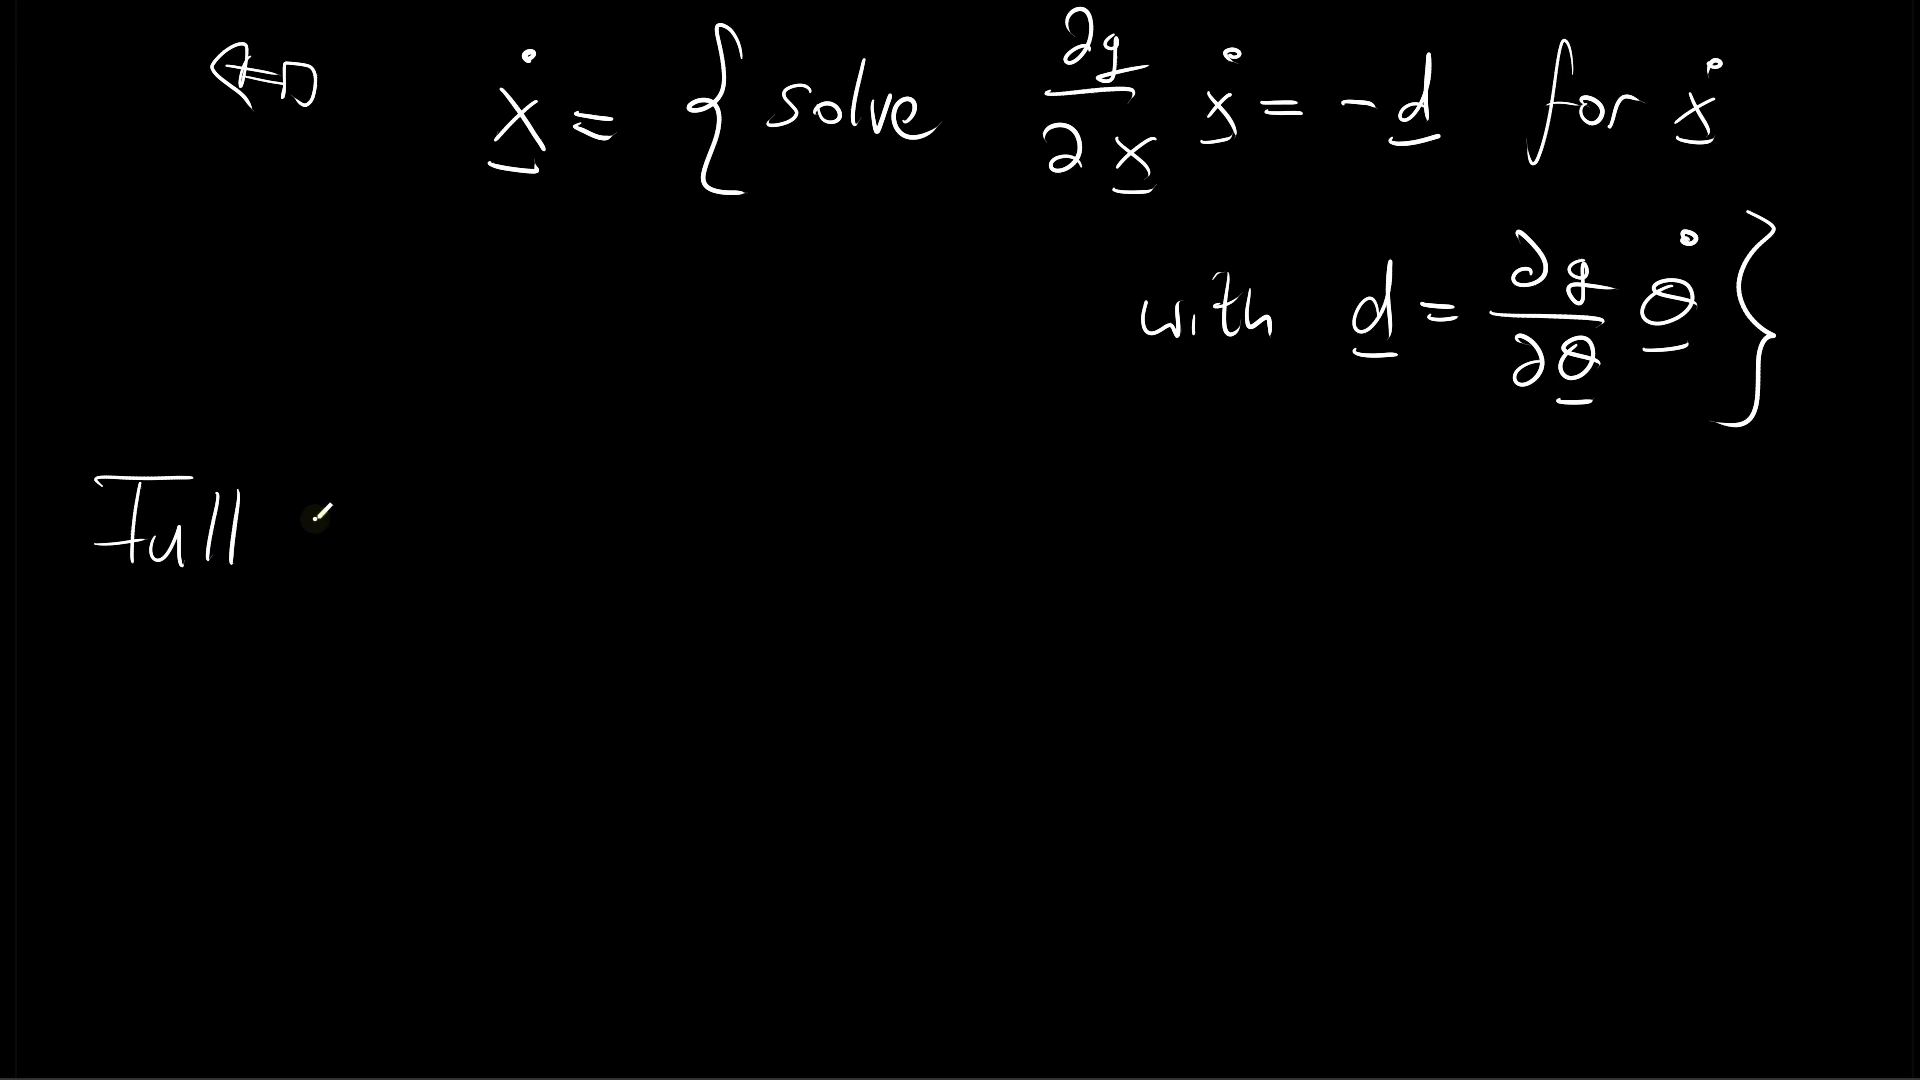 ⇔ ẋ = { solve ∂g/∂x ẋ = - d for ẋ
with d = ∂g/∂θ θ̇ }
Full